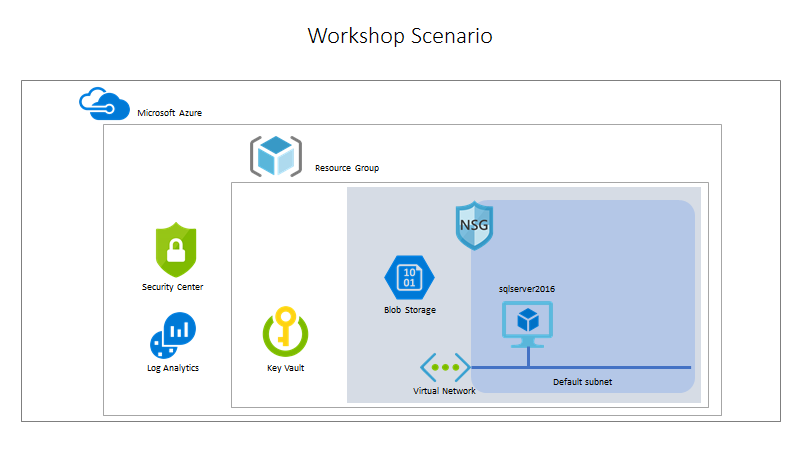 Workshop Scenario
Microsoft Azure
Resource Group
NSG
Security Center
10
01
Blob Storage
sqlserver2016
Log Analytics
Key Vault
Virtual Network
Default subnet